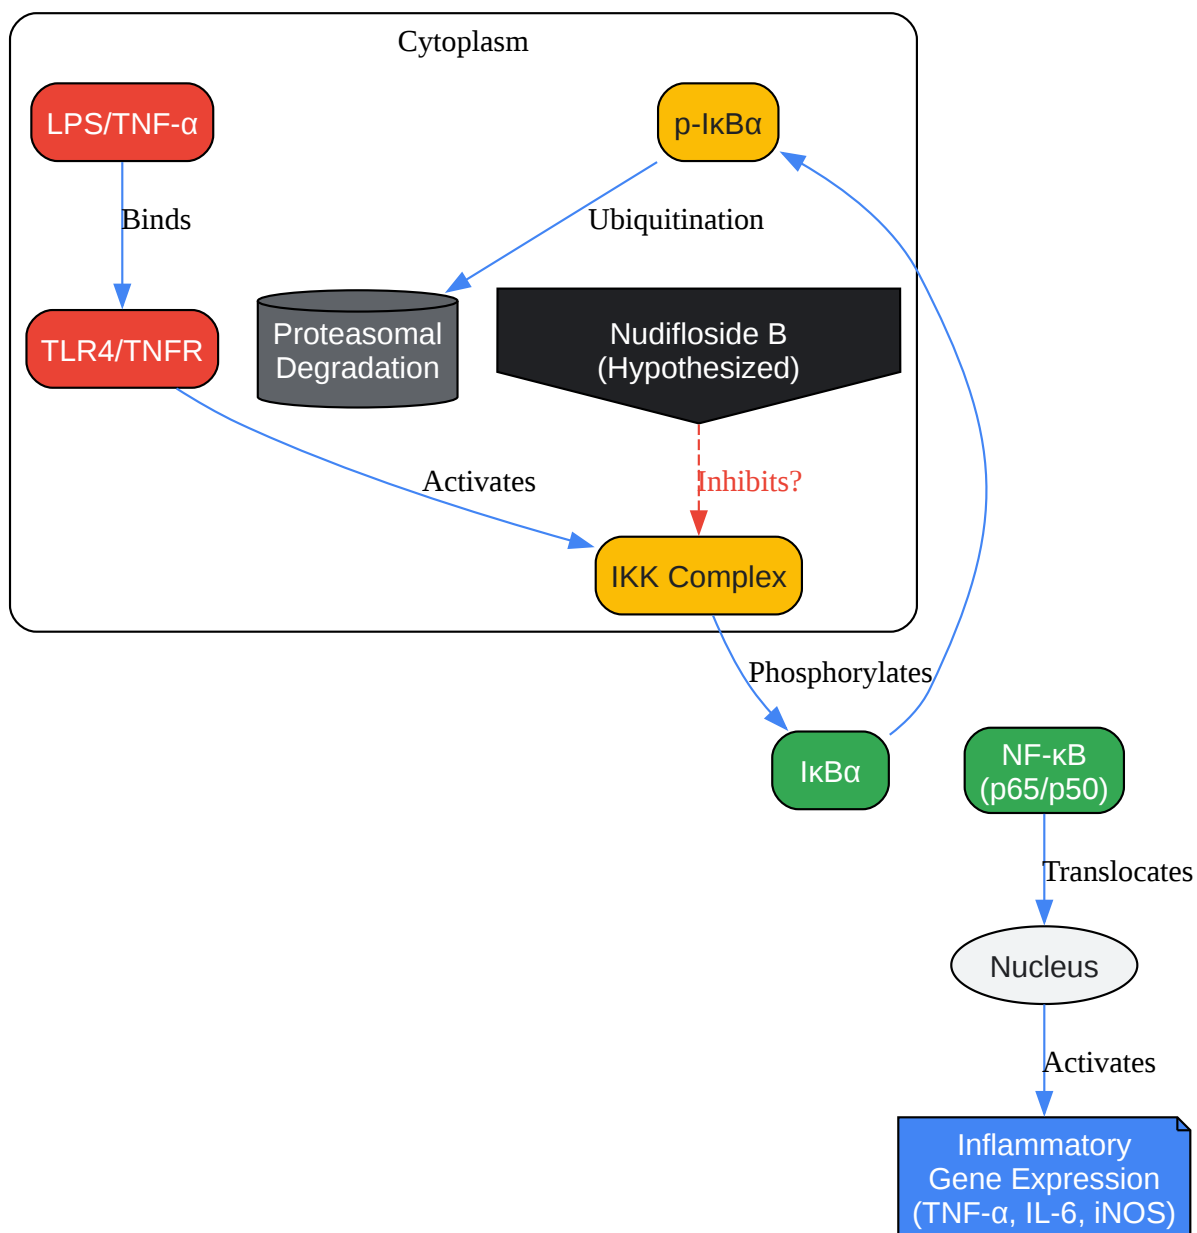 Cytoplasm
LPS/TNF-α
p-IκBα
Binds
Ubiquitination
TLR4/TNFR
Proteasomal
Degradation
Nudifloside B
(Hypothesized)
Activates
Inhibits?
IKK Complex
Phosphorylates
IκBα
NF-κB
(p65/p50)
Translocates
Nucleus
Activates
Inflammatory
Gene Expression
(TNF-α, IL-6, iNOS)